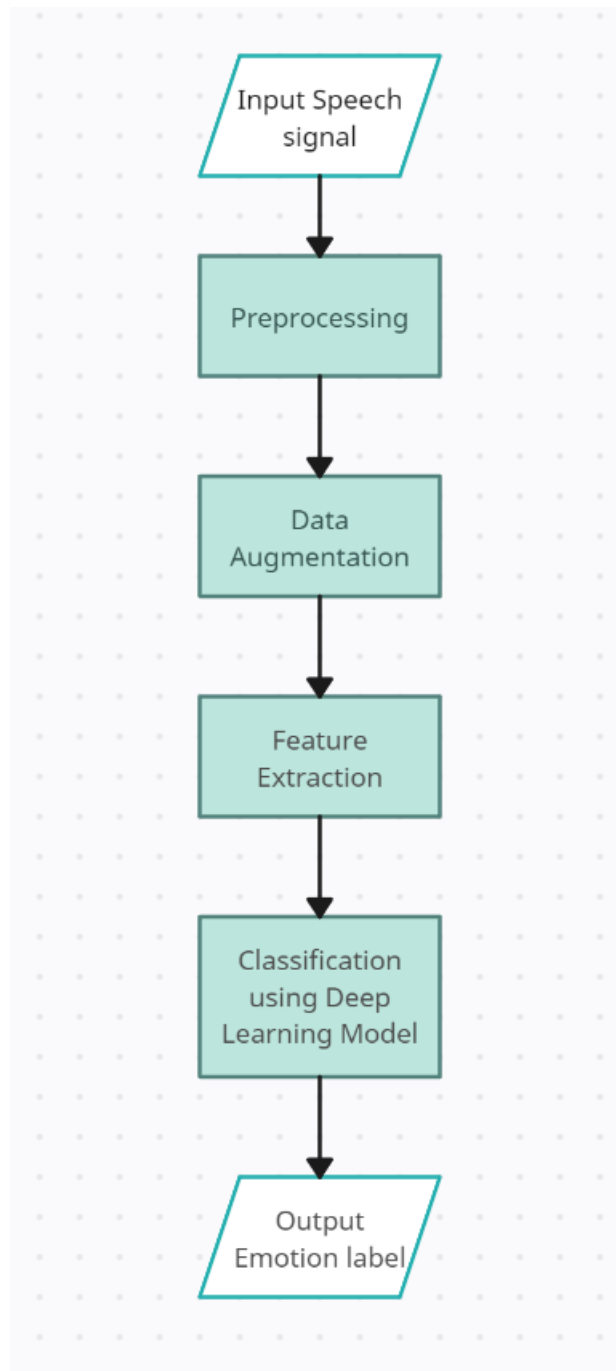 Input Speech
signal
Preprocessing
Data
Augmentation
Feature
Extraction
Classification
using Deep
Learning Model
Output
Emotion label